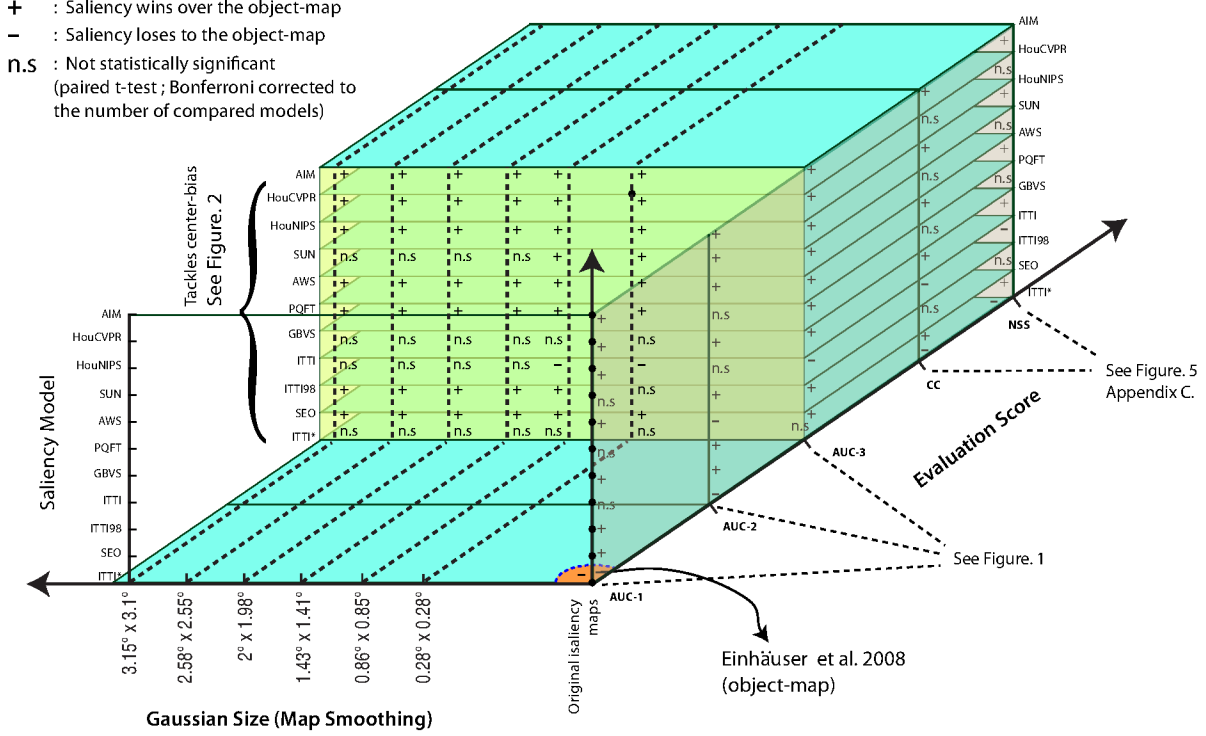 + : Saliency wins over the object-map
– : Saliency loses to the object-map
n.s : Not statistically significant
(paired t-test ; Bonferroni corrected to
the number of compared models)
Tackles center-bias
See Figure. 2
AIM
HouCVPR
HouNIPS
SUN
AWS
PQFT
GBVS
ITTI
ITTI98
SEO
ITTI*
AIM
HouCVPR
HouNIPS
SUN
AWS
PQFT
GBVS
ITTI
ITTI98
SEO
ITTI*
+ + + + + +
+ + + + + +
+ + + + + +
n.s n.s n.s n.s + +
+ + + + + +
+ + + + + +
n.s n.s n.s n.s n.s n.s
n.s n.s n.s n.s – –
+ + + + + n.s
+ + + + + +
n.s n.s n.s n.s n.s n.s
+
+
+
n.s
+
n.s
+
n.s
+
+
–
+
+
n.s
+
n.s
+
–
+
+
–
+
+
+
+
+
+
+
–
+
+
n.s
+
n.s
+
n.s
+
n.s
+
–
n.s
+
–
+
n.s
+
n.s
+
n.s
+
–
n.s
+
–
AIM
HouCVPR
HouNIPS
SUN
AWS
PQFT
GBVS
ITTI
ITTI98
SEO
ITTI*
Saliency Model
3.15° x 3.1°
2.58° x 2.55°
2° x 1.98°
1.43° x 1.41°
0.86° x 0.85°
0.28° x 0.28°
Original isaliency
maps
Gaussian Size (Map Smoothing)
AUC-1
AUC-2
AUC-3
CC
NSS
Evaluation Score
See Figure. 5
Appendix C.
See Figure. 1
Einhäuser et al. 2008
(object-map)